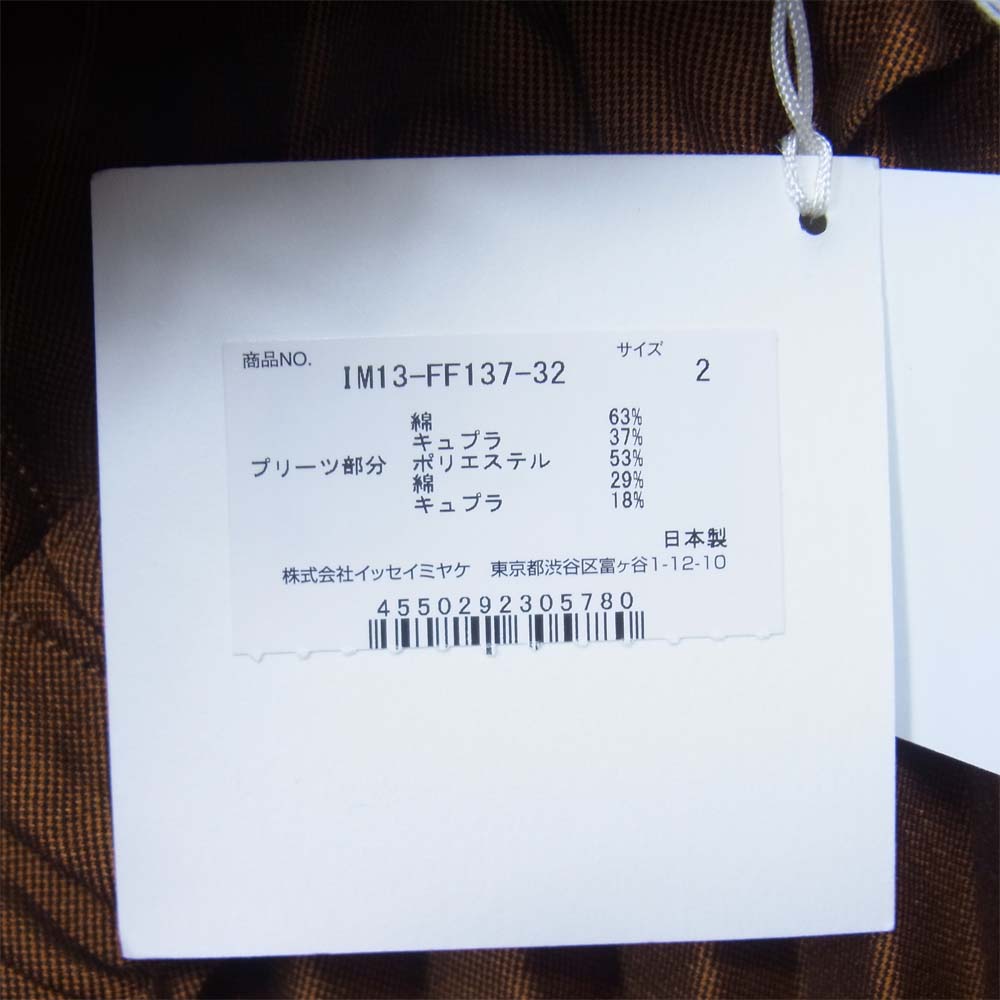 商品NO. IM13-FF137-32 サイズ 2
綿 63%
キュプラ 37%
プリーツ部分 ポリエステル 53%
綿 29%
キュプラ 18%
日本製
株式会社イッセイミヤケ 東京都渋谷区富ヶ谷1-12-10
4550292305780